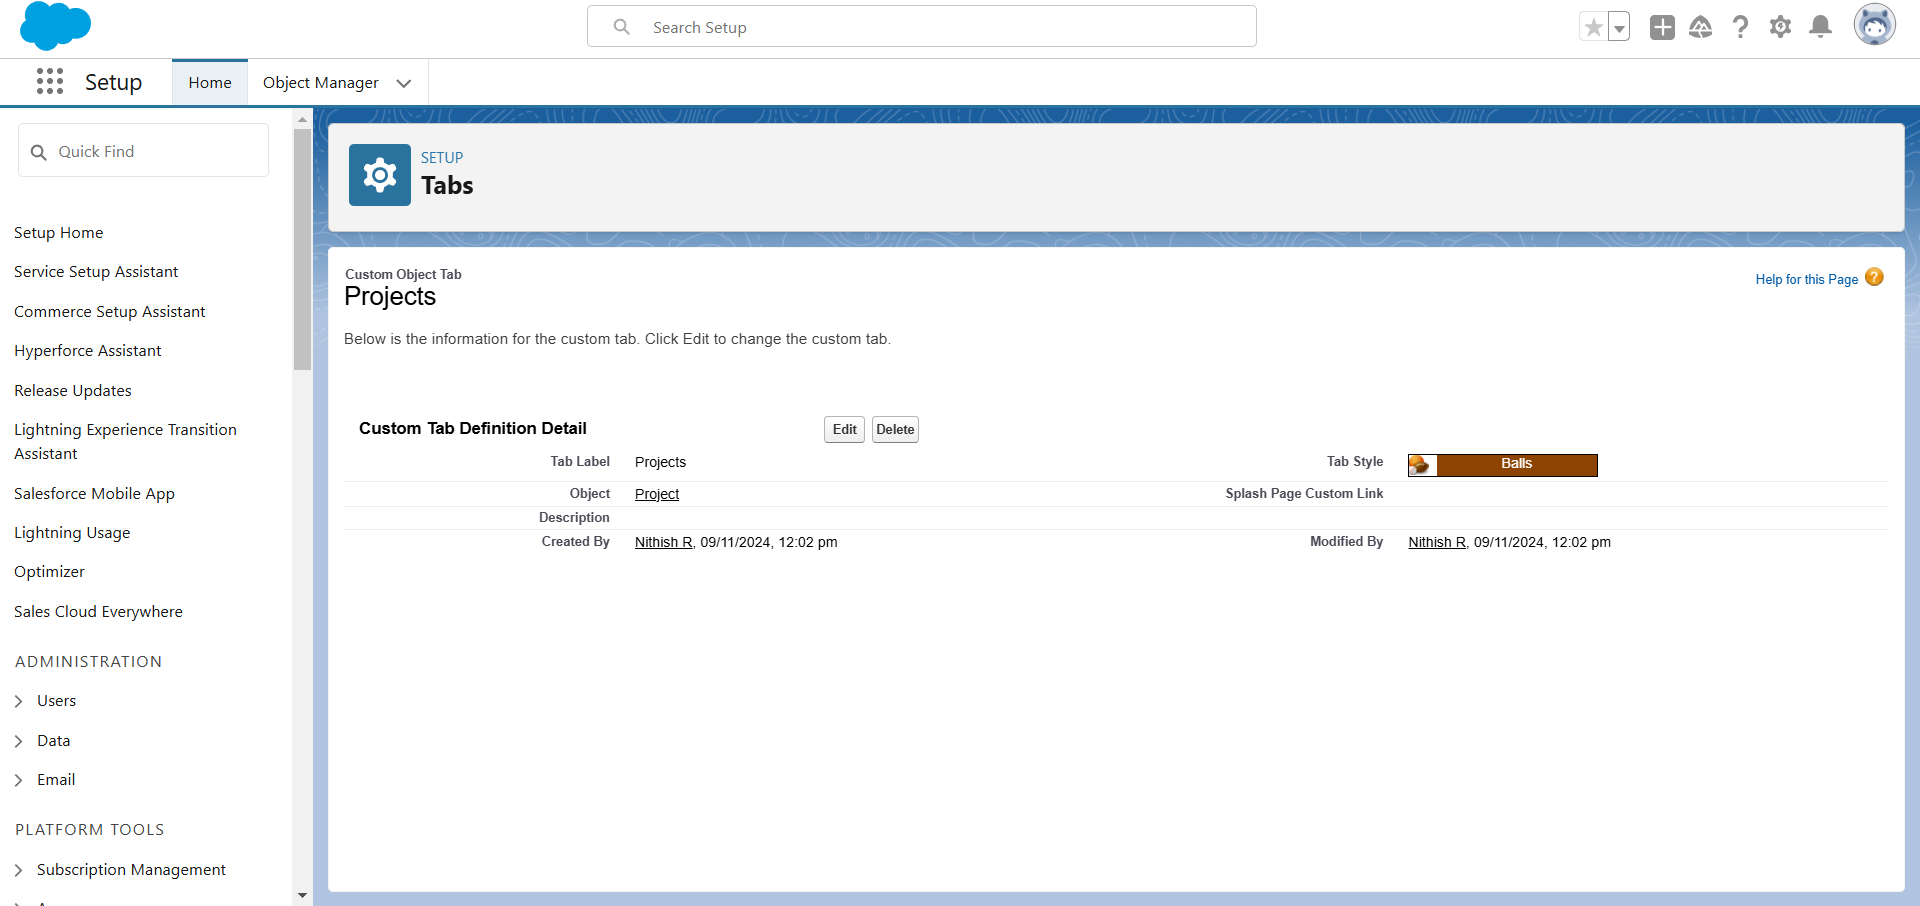 Search Setup
Setup
Home
Object Manager
Quick Find
Setup Home
Service Setup Assistant
Commerce Setup Assistant
Hyperforce Assistant
Release Updates
Lightning Experience Transition
Assistant
Salesforce Mobile App
Lightning Usage
Optimizer
Sales Cloud Everywhere
ADMINISTRATION
Users
Data
Email
PLATFORM TOOLS
Subscription Management
SETUP
Tabs
Custom Object Tab
Projects
Help for this Page ?
Below is the information for the custom tab. Click Edit to change the custom tab.
Custom Tab Definition Detail Edit Delete
Tab Label Projects Tab Style Balls
Object Project Splash Page Custom Link
Description
Created By Nithish R, 09/11/2024, 12:02 pm Modified By Nithish R, 09/11/2024, 12:02 pm